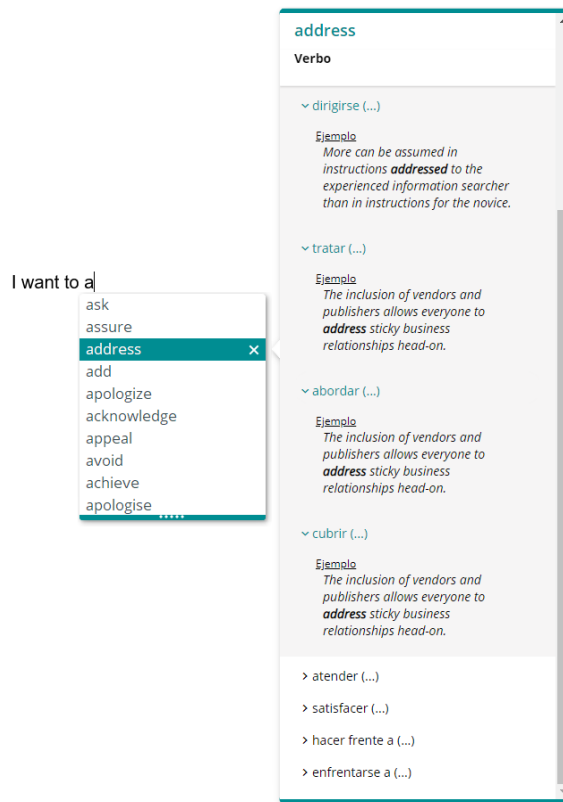 I want to a
ask
assure
address
add
apologize
acknowledge
appeal
avoid
achieve
apologise
address
Verbo
dirigirse (...)
Ejemplo
More can be assumed in
instructions addressed to the
experienced information searcher
than in instructions for the novice.
tratar (...)
Ejemplo
The inclusion of vendors and
publishers allows everyone to
address sticky business
relationships head-on.
abordar (...)
Ejemplo
The inclusion of vendors and
publishers allows everyone to
address sticky business
relationships head-on.
cubrir (...)
Ejemplo
The inclusion of vendors and
publishers allows everyone to
address sticky business
relationships head-on.
atender (...)
satisfacer (...)
hacer frente a (...)
enfrentarse a (...)